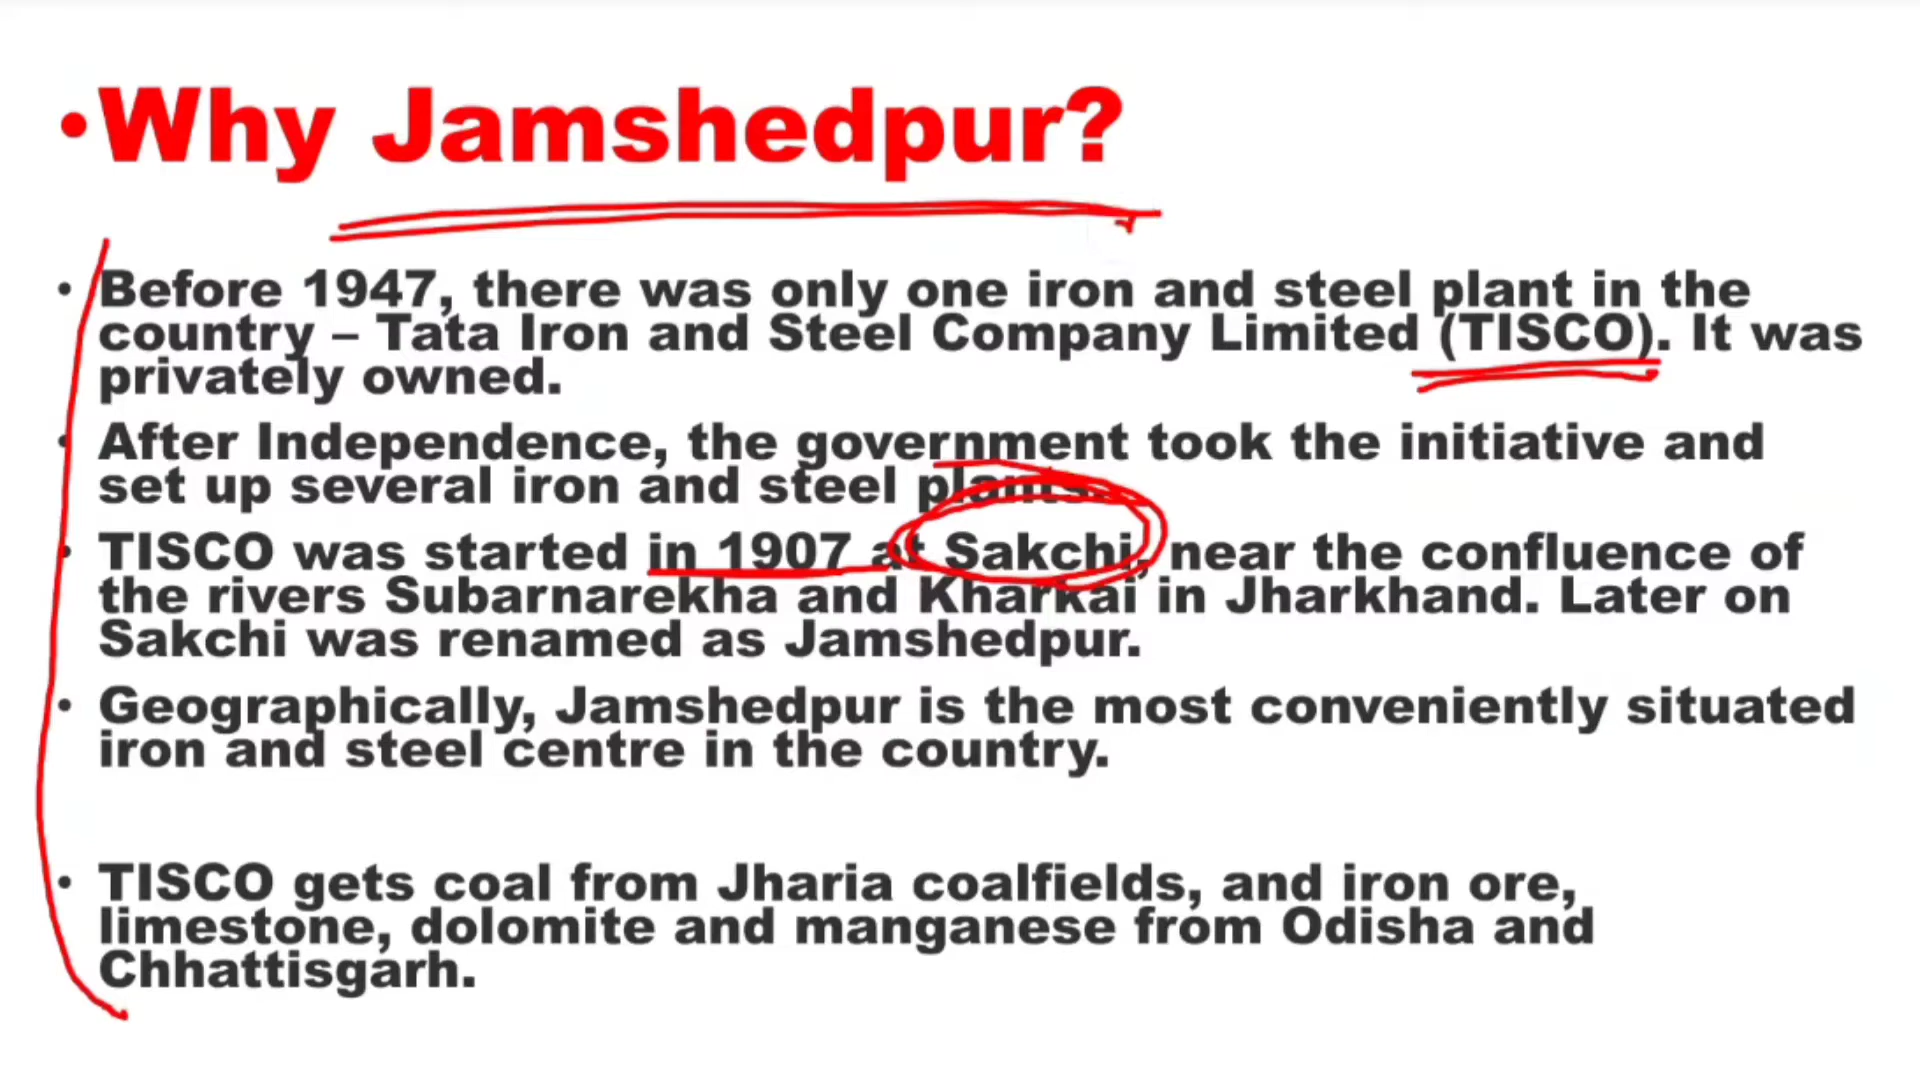 •Why Jamshedpur?
• Before 1947, there was only one iron and steel plant in the
country – Tata Iron and Steel Company Limited (TISCO). It was
privately owned.
• After Independence, the government took the initiative and
set up several iron and steel plants.
• TISCO was started in 1907 at Sakchi, near the confluence of
the rivers Subarnarekha and Kharkai in Jharkhand. Later on
Sakchi was renamed as Jamshedpur.
• Geographically, Jamshedpur is the most conveniently situated
iron and steel centre in the country.
• TISCO gets coal from Jharia coalfields, and iron ore,
limestone, dolomite and manganese from Odisha and
Chhattisgarh.